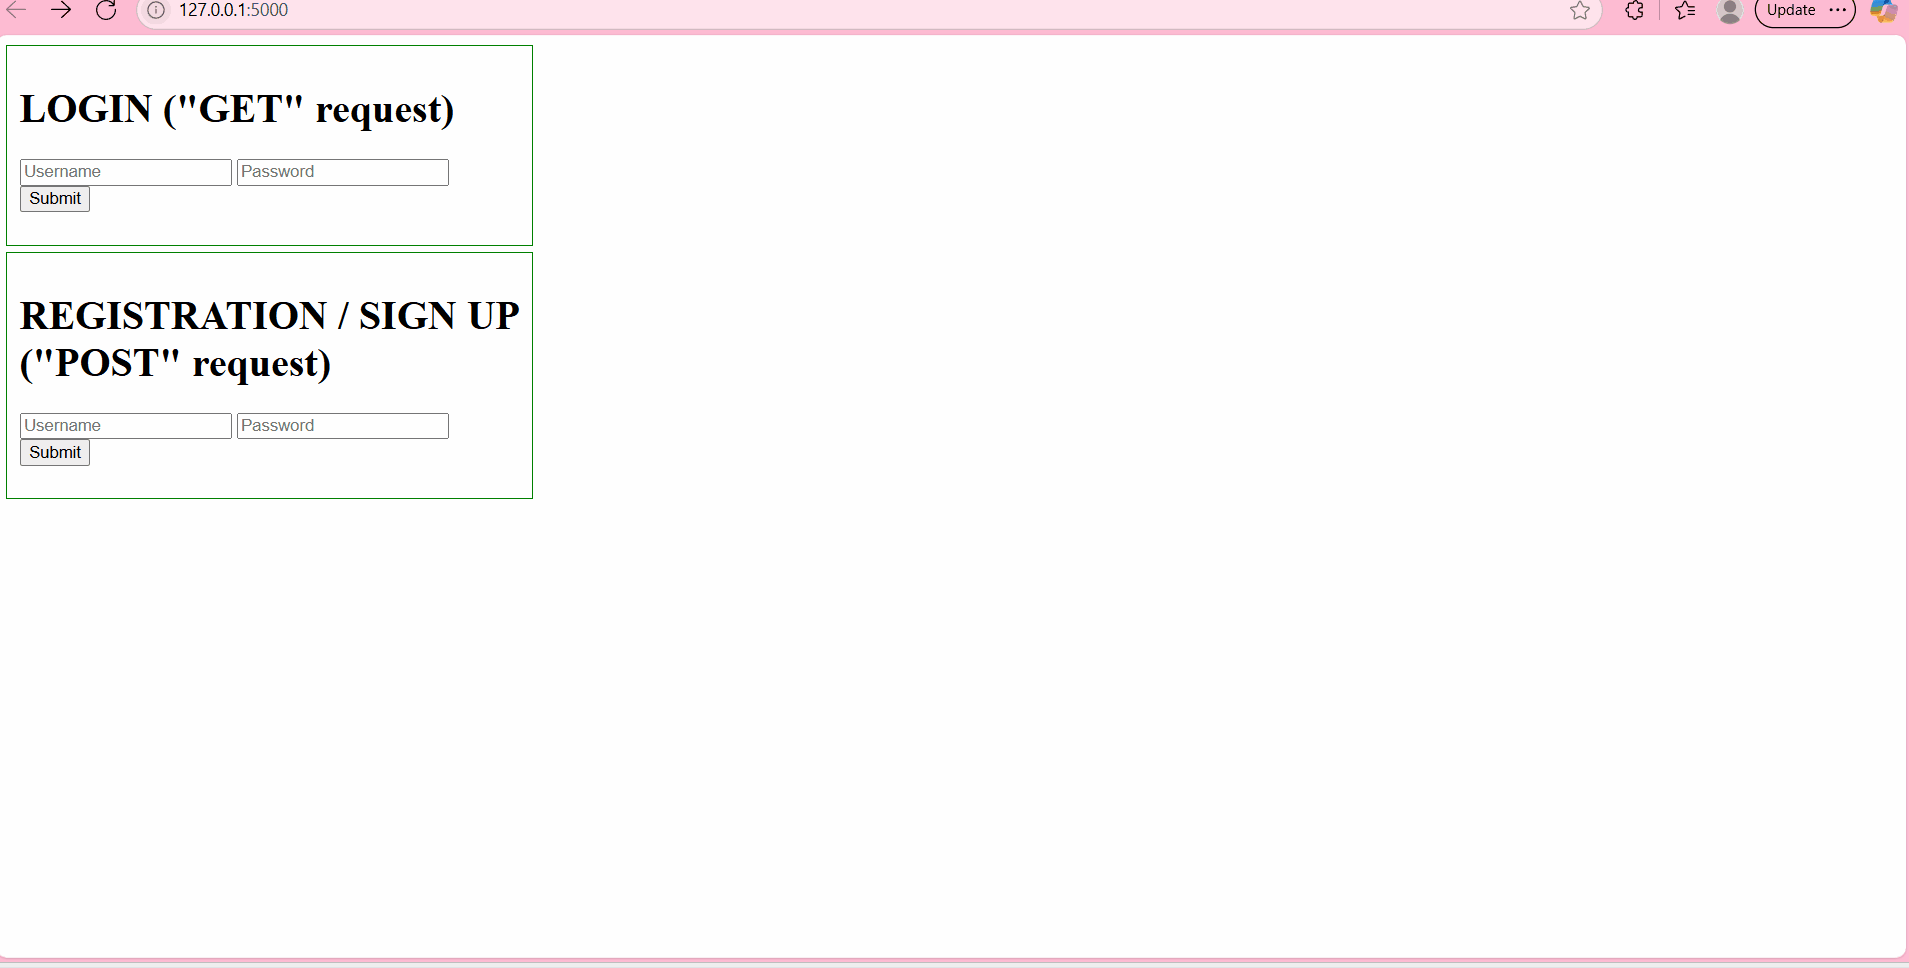 127.0.0.1:5000
Update
LOGIN ("GET" request)
Username Password
Submit
REGISTRATION / SIGN UP
("POST" request)
Username Password
Submit